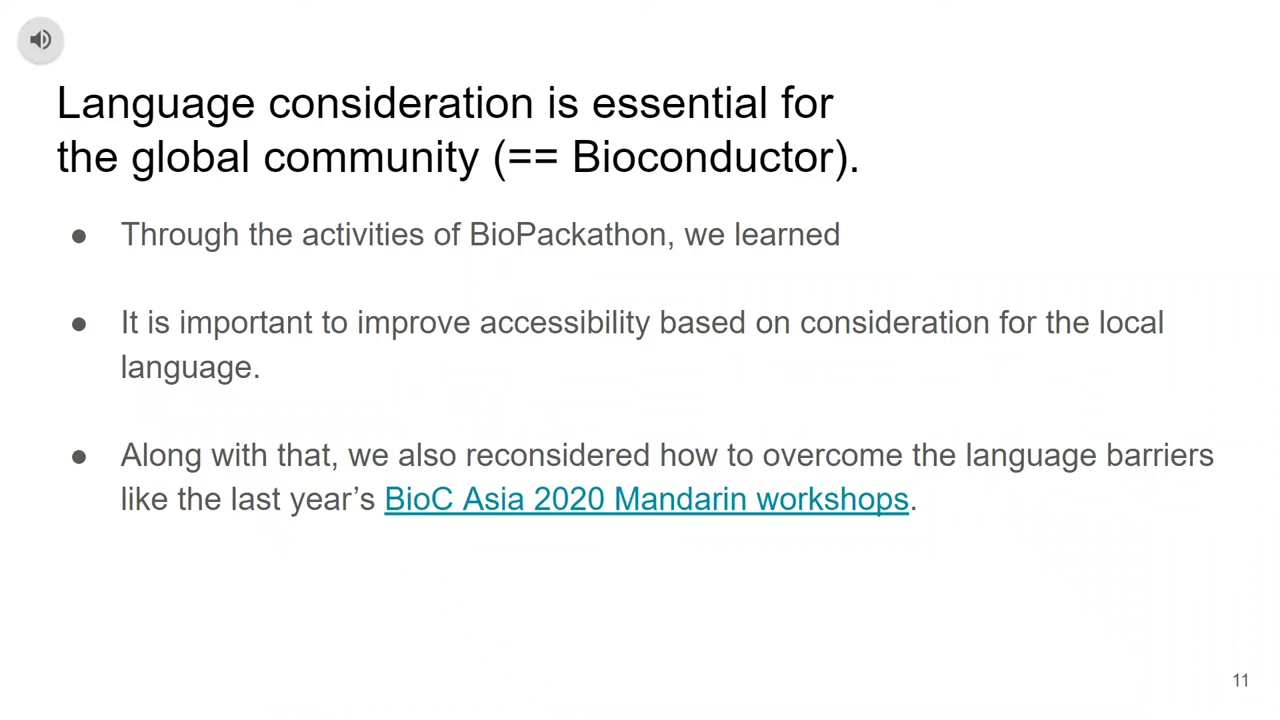 Language consideration is essential for
the global community (== Bioconductor).
● Through the activities of BioPackathon, we learned
● It is important to improve accessibility based on consideration for the local
language.
● Along with that, we also reconsidered how to overcome the language barriers
like the last year’s BioC Asia 2020 Mandarin workshops.
11